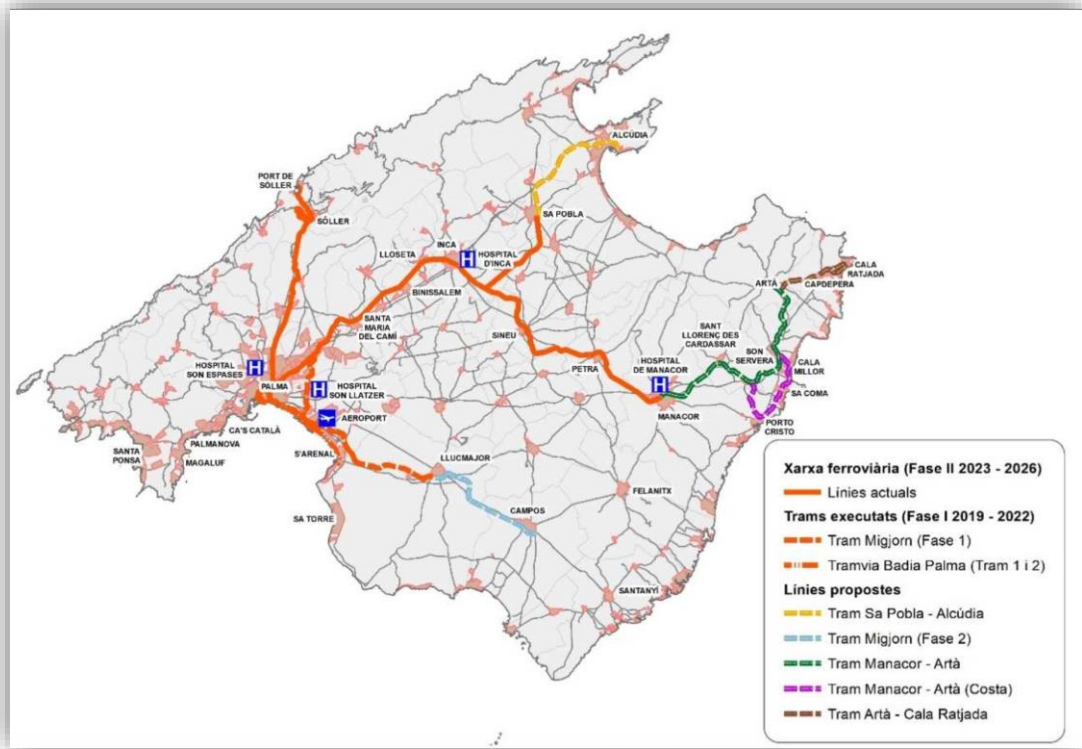 ALCÚDIA
PORT DE
SÓLLER
SÓLLER
SA POBLA
INCA
LLOSETA
H
HOSPITAL
D'INCA
BINISSALEM
CALA
RATJADA
ARTÀ
CAPDEPERA
SANTA
MARIA
DEL CAMÍ
SINEU
SANT
LLORENÇ DES
CARDASSAR
SON
SERVERA
HOSPITAL
SON ESPASES
H
PETRA
HOSPITAL
DE MANACOR
H
CALA
MILLOR
SA COMA
PALMA
H
HOSPITAL
SON LLATZER
AEROPORT
MANACOR
PORTO
CRISTO
CA'S CATALÀ
PALMANOVA
SANTA
PONSA
MAGALUF
S'ARENAL
LLUCMAJOR
FELANITX
SA TORRE
CAMPOS
SANTANYÍ
Xarxa ferroviària (Fase II 2023 - 2026)
Línies actuals
Trams executats (Fase I 2019 - 2022)
Tram Migjorn (Fase 1)
Tramvia Badia Palma (Tram 1 i 2)
Línies propostes
Tram Sa Pobla - Alcúdia
Tram Migjorn (Fase 2)
Tram Manacor - Artà
Tram Manacor - Artà (Costa)
Tram Artà - Cala Ratjada